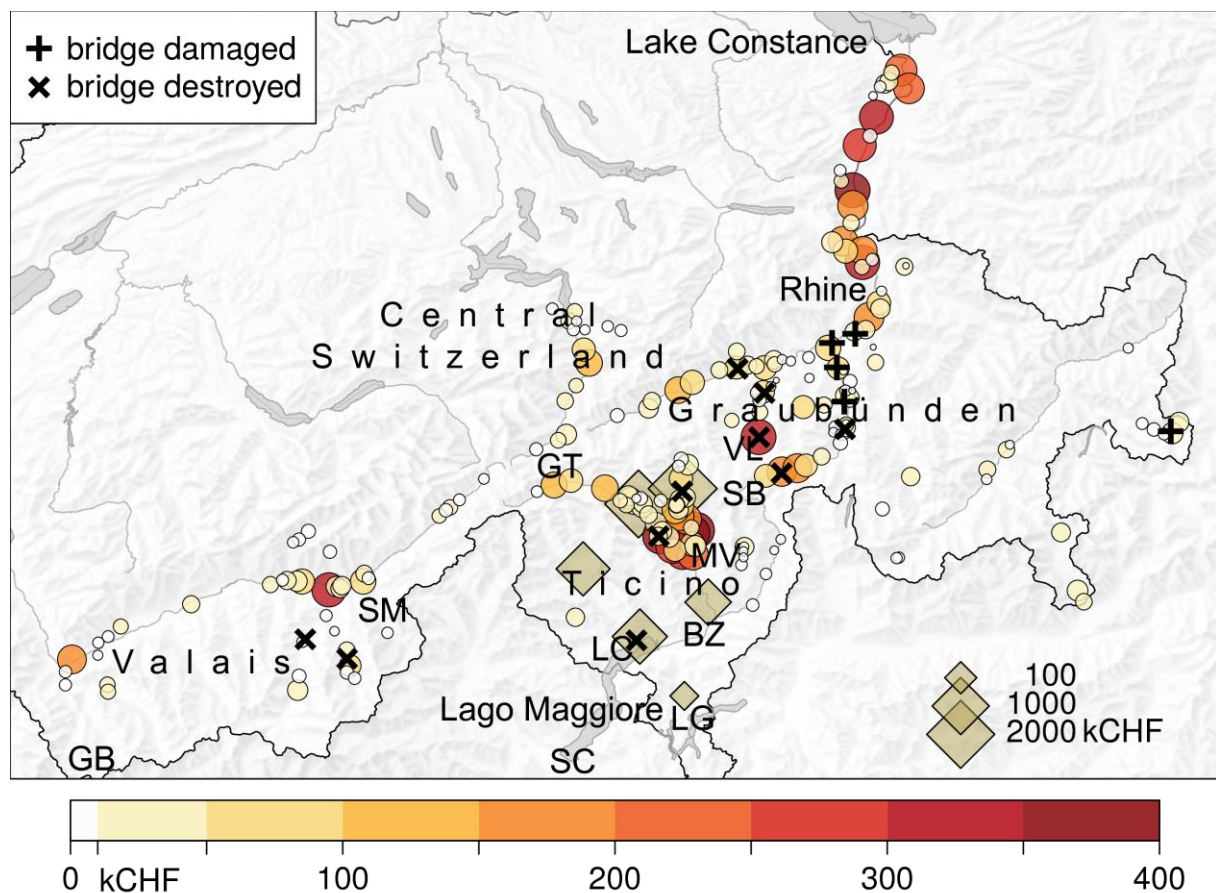 bridge damaged
bridge destroyed
Lake Constance
Rhine
Central
Switzerland
Graubünden
VL
GT
SB
MV
Ticino
SM
BZ
LC
Valais
Lago Maggiore
LG
GB
SC
100
1000
2000 kCHF
0 kCHF 100 200 300 400